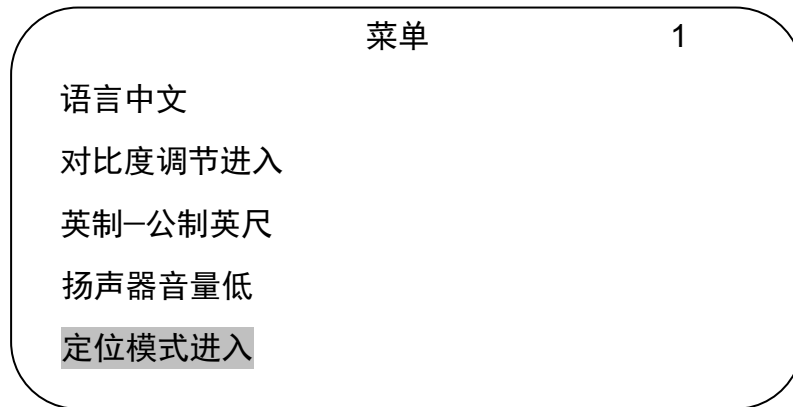 菜单 1
语言中文
对比度调节进入
英制—公制英尺
扬声器音量低
定位模式进入